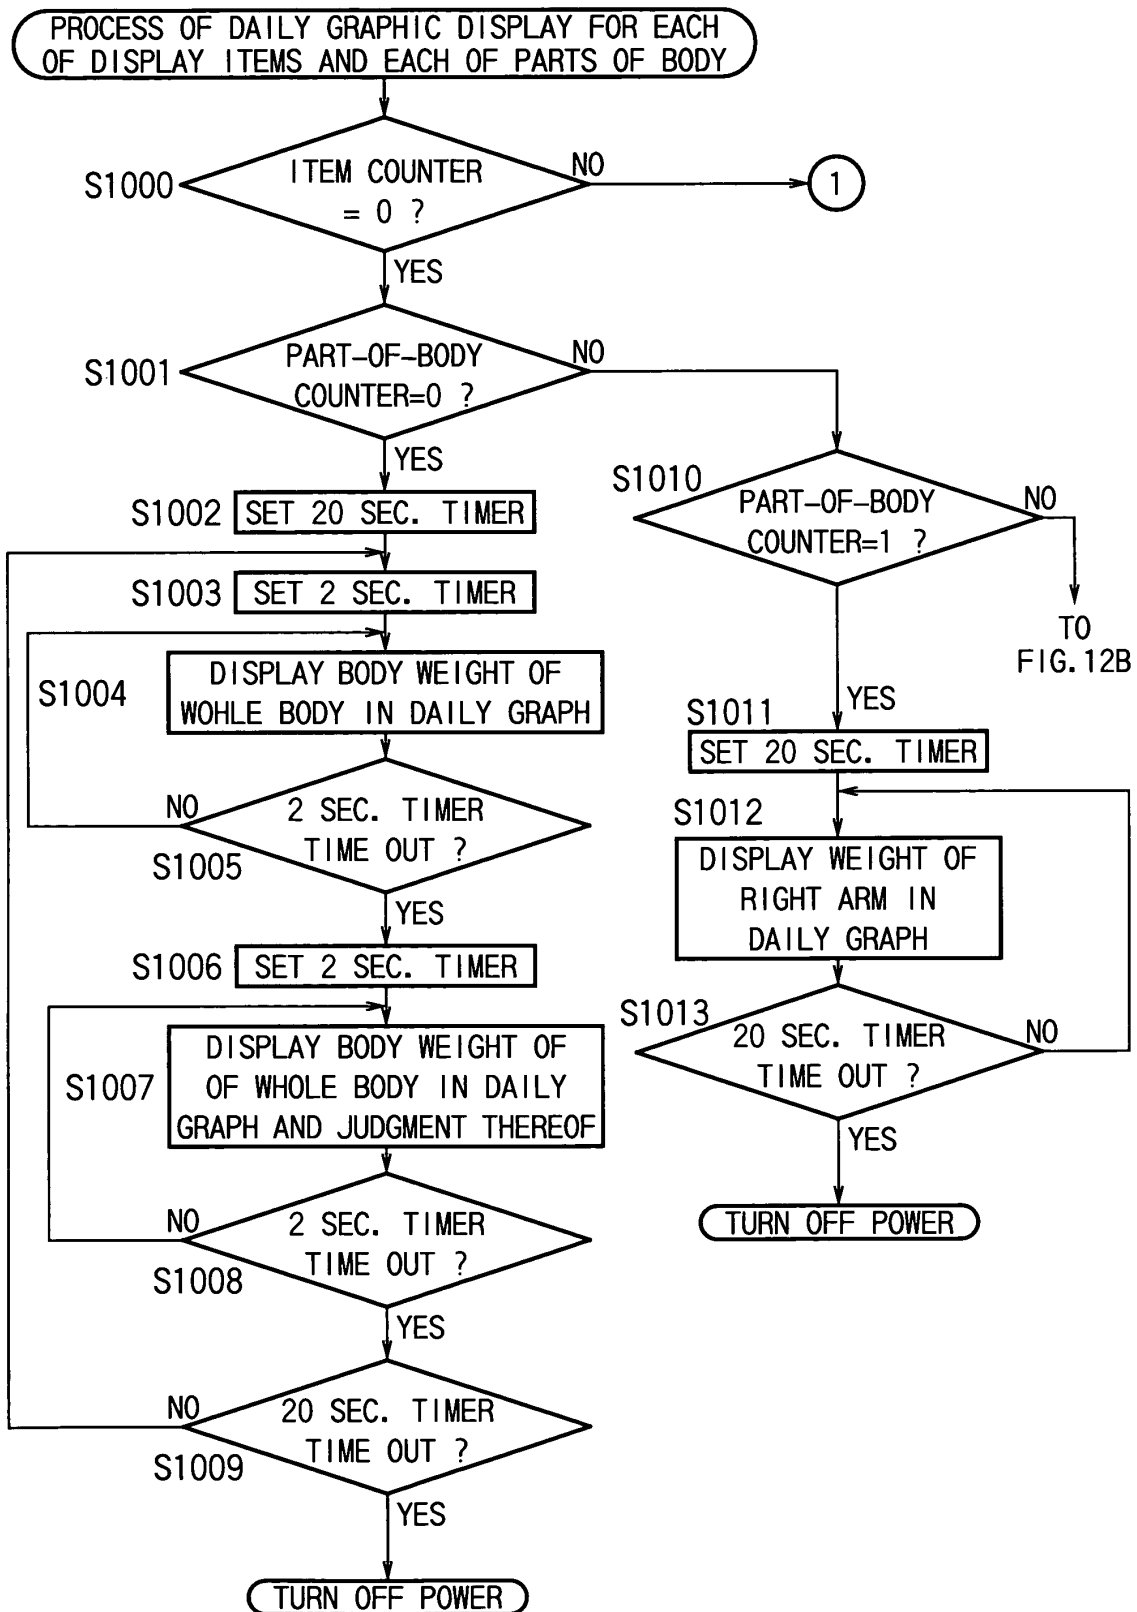 PROCESS OF DAILY GRAPHIC DISPLAY FOR EACH
OF DISPLAY ITEMS AND EACH OF PARTS OF BODY
S1000
ITEM COUNTER
= 0 ?
NO
1
YES
S1001
PART-OF-BODY
COUNTER=0 ?
NO
YES
S1002
SET 20 SEC. TIMER
S1003
SET 2 SEC. TIMER
S1004
DISPLAY BODY WEIGHT OF
WOHLE BODY IN DAILY GRAPH
NO
2 SEC. TIMER
TIME OUT ?
S1005
YES
S1006
SET 2 SEC. TIMER
S1007
DISPLAY BODY WEIGHT OF
OF WHOLE BODY IN DAILY
GRAPH AND JUDGMENT THEREOF
NO
2 SEC. TIMER
TIME OUT ?
S1008
YES
NO
20 SEC. TIMER
TIME OUT ?
S1009
YES
TURN OFF POWER
S1010
PART-OF-BODY
COUNTER=1 ?
NO
TO
FIG.12B
YES
S1011
SET 20 SEC. TIMER
S1012
DISPLAY WEIGHT OF
RIGHT ARM IN
DAILY GRAPH
S1013
20 SEC. TIMER
TIME OUT ?
NO
YES
TURN OFF POWER